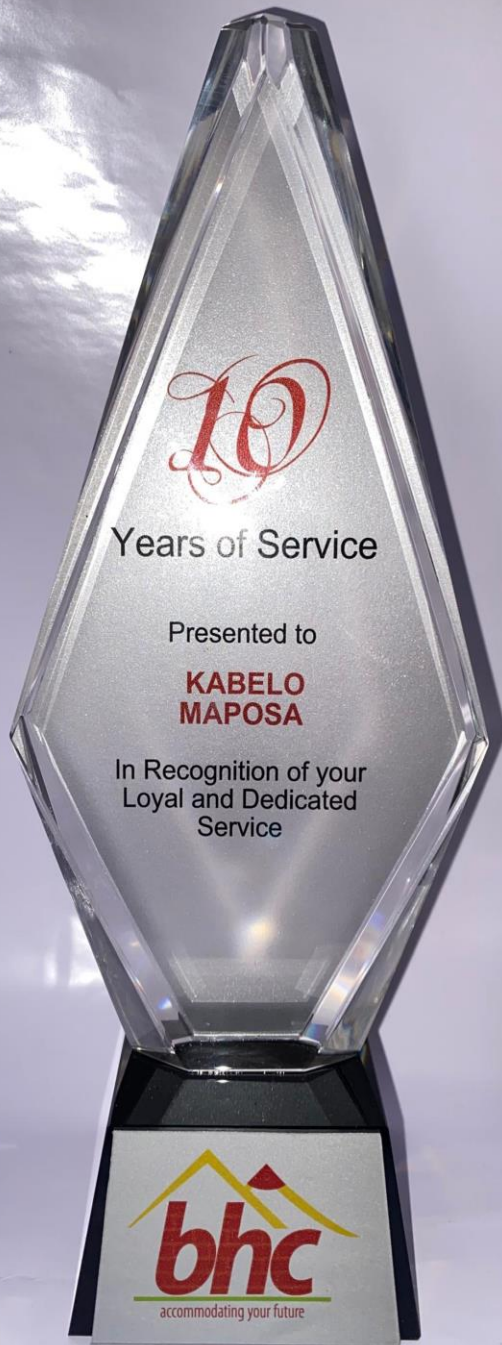 10
Years of Service
Presented to
KABELO
MAPOSA
In Recognition of your
Loyal and Dedicated
Service
bhc
accommodating your future